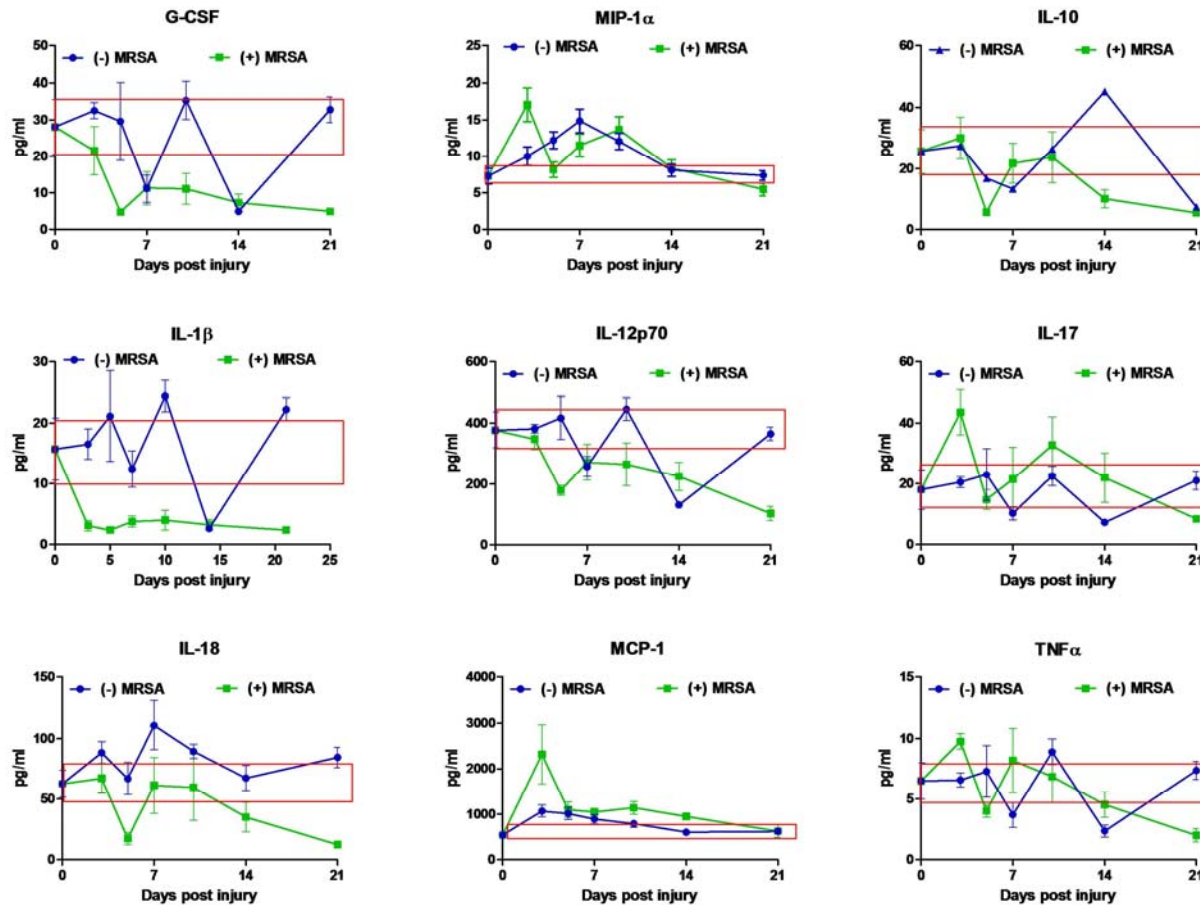 G-CSF
(-) MRSA (+) MRSA
50
40
30
20
10
0
pg/ml
0 7 14 21
Days post injury
MIP-1α
(-) MRSA (+) MRSA
25
20
15
10
5
0
pg/ml
0 7 14 21
Days post injury
IL-10
(-) MRSA (+) MRSA
60
40
20
0
pg/ml
0 7 14 21
Days post injury
IL-1β
(-) MRSA (+) MRSA
30
20
10
0
pg/ml
0 5 10 15 20 25
Days post injury
IL-12p70
(-) MRSA (+) MRSA
600
400
200
0
pg/ml
0 7 14 21
Days post injury
IL-17
(-) MRSA (+) MRSA
60
40
20
0
pg/ml
0 7 14 21
Days post injury
IL-18
(-) MRSA (+) MRSA
150
100
50
0
pg/ml
0 7 14 21
Days post injury
MCP-1
(-) MRSA (+) MRSA
4000
3000
2000
1000
0
pg/ml
0 7 14 21
Days post injury
TNFα
(-) MRSA (+) MRSA
15
10
5
0
pg/ml
0 7 14 21
Days post injury